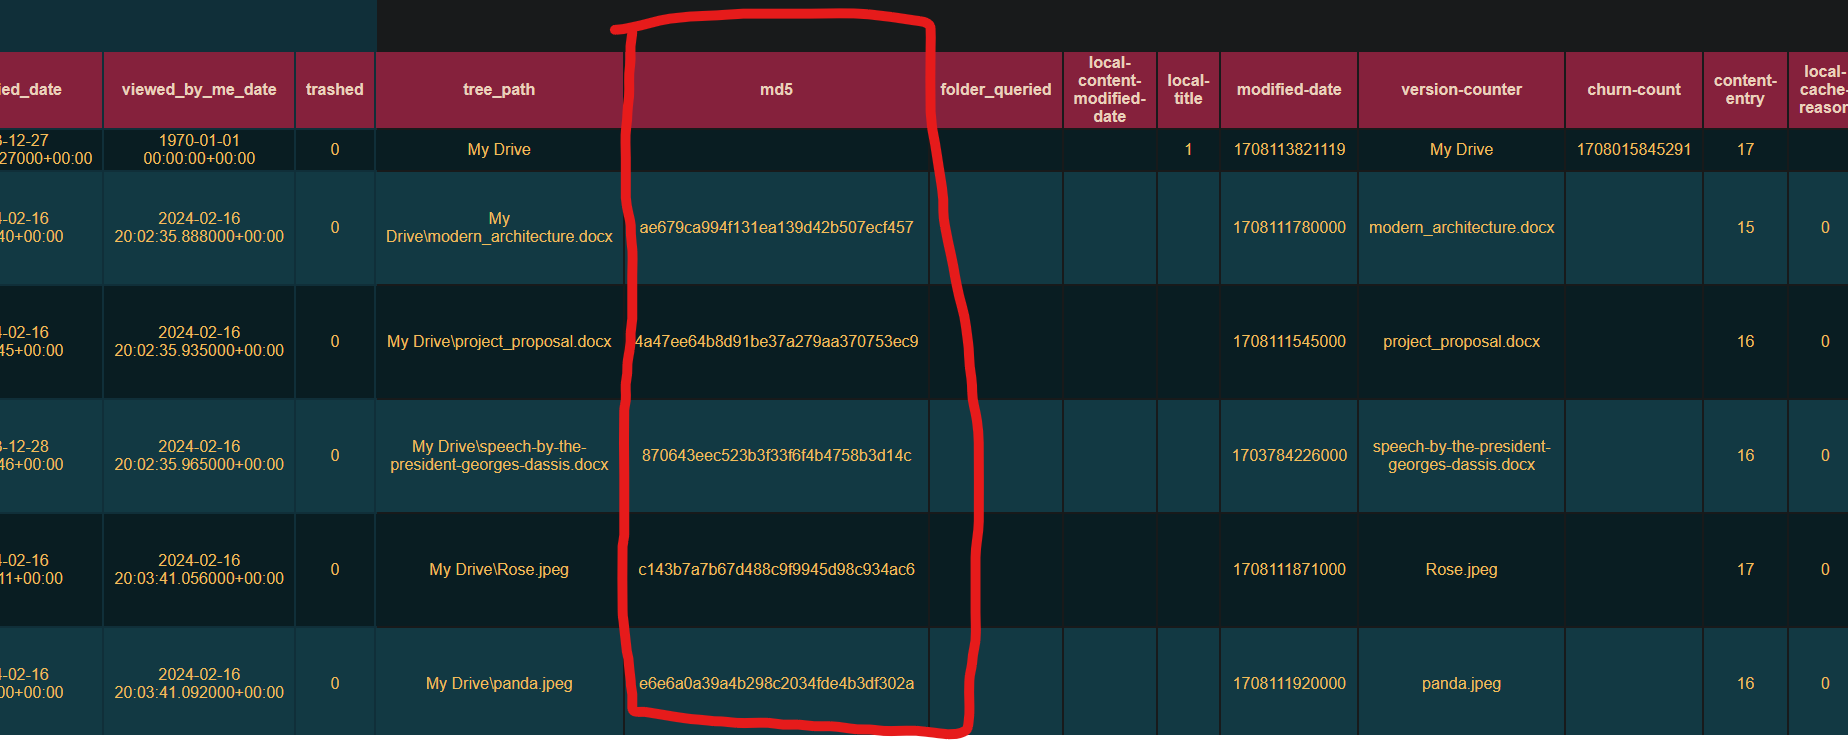 ied_date viewed_by_me_date trashed tree_path md5 folder_queried local-content-modified-date local-title modified-date version-counter churn-count content-entry local-cache-reason
-12-27 1970-01-01
27000+00:00 00:00:00+00:00 0 My Drive 1 1708113821119 My Drive 1708015845291 17
-02-16 2024-02-16 My
40+00:00 20:02:35.888000+00:00 0 Drive\modern_architecture.docx ae679ca994f131ea139d42b507ecf457 1708111780000 modern_architecture.docx 15 0
-02-16 2024-02-16
45+00:00 20:02:35.935000+00:00 0 My Drive\project_proposal.docx 4a47ee64b8d91be37a279aa370753ec9 1708111545000 project_proposal.docx 16 0
-12-28 2024-02-16 My Drive\speech-by-the- speech-by-the-president-
46+00:00 20:02:35.965000+00:00 0 president-georges-dassis.docx 870643eec523b3f33f6f4b4758b3d14c 1703784226000 georges-dassis.docx 16 0
-02-16 2024-02-16
11+00:00 20:03:41.056000+00:00 0 My Drive\Rose.jpeg c143b7a7b67d488c9f9945d98c934ac6 1708111871000 Rose.jpeg 17 0
-02-16 2024-02-16
00+00:00 20:03:41.092000+00:00 0 My Drive\panda.jpeg e6e6a0a39a4b298c2034fde4b3df302a 1708111920000 panda.jpeg 16 0